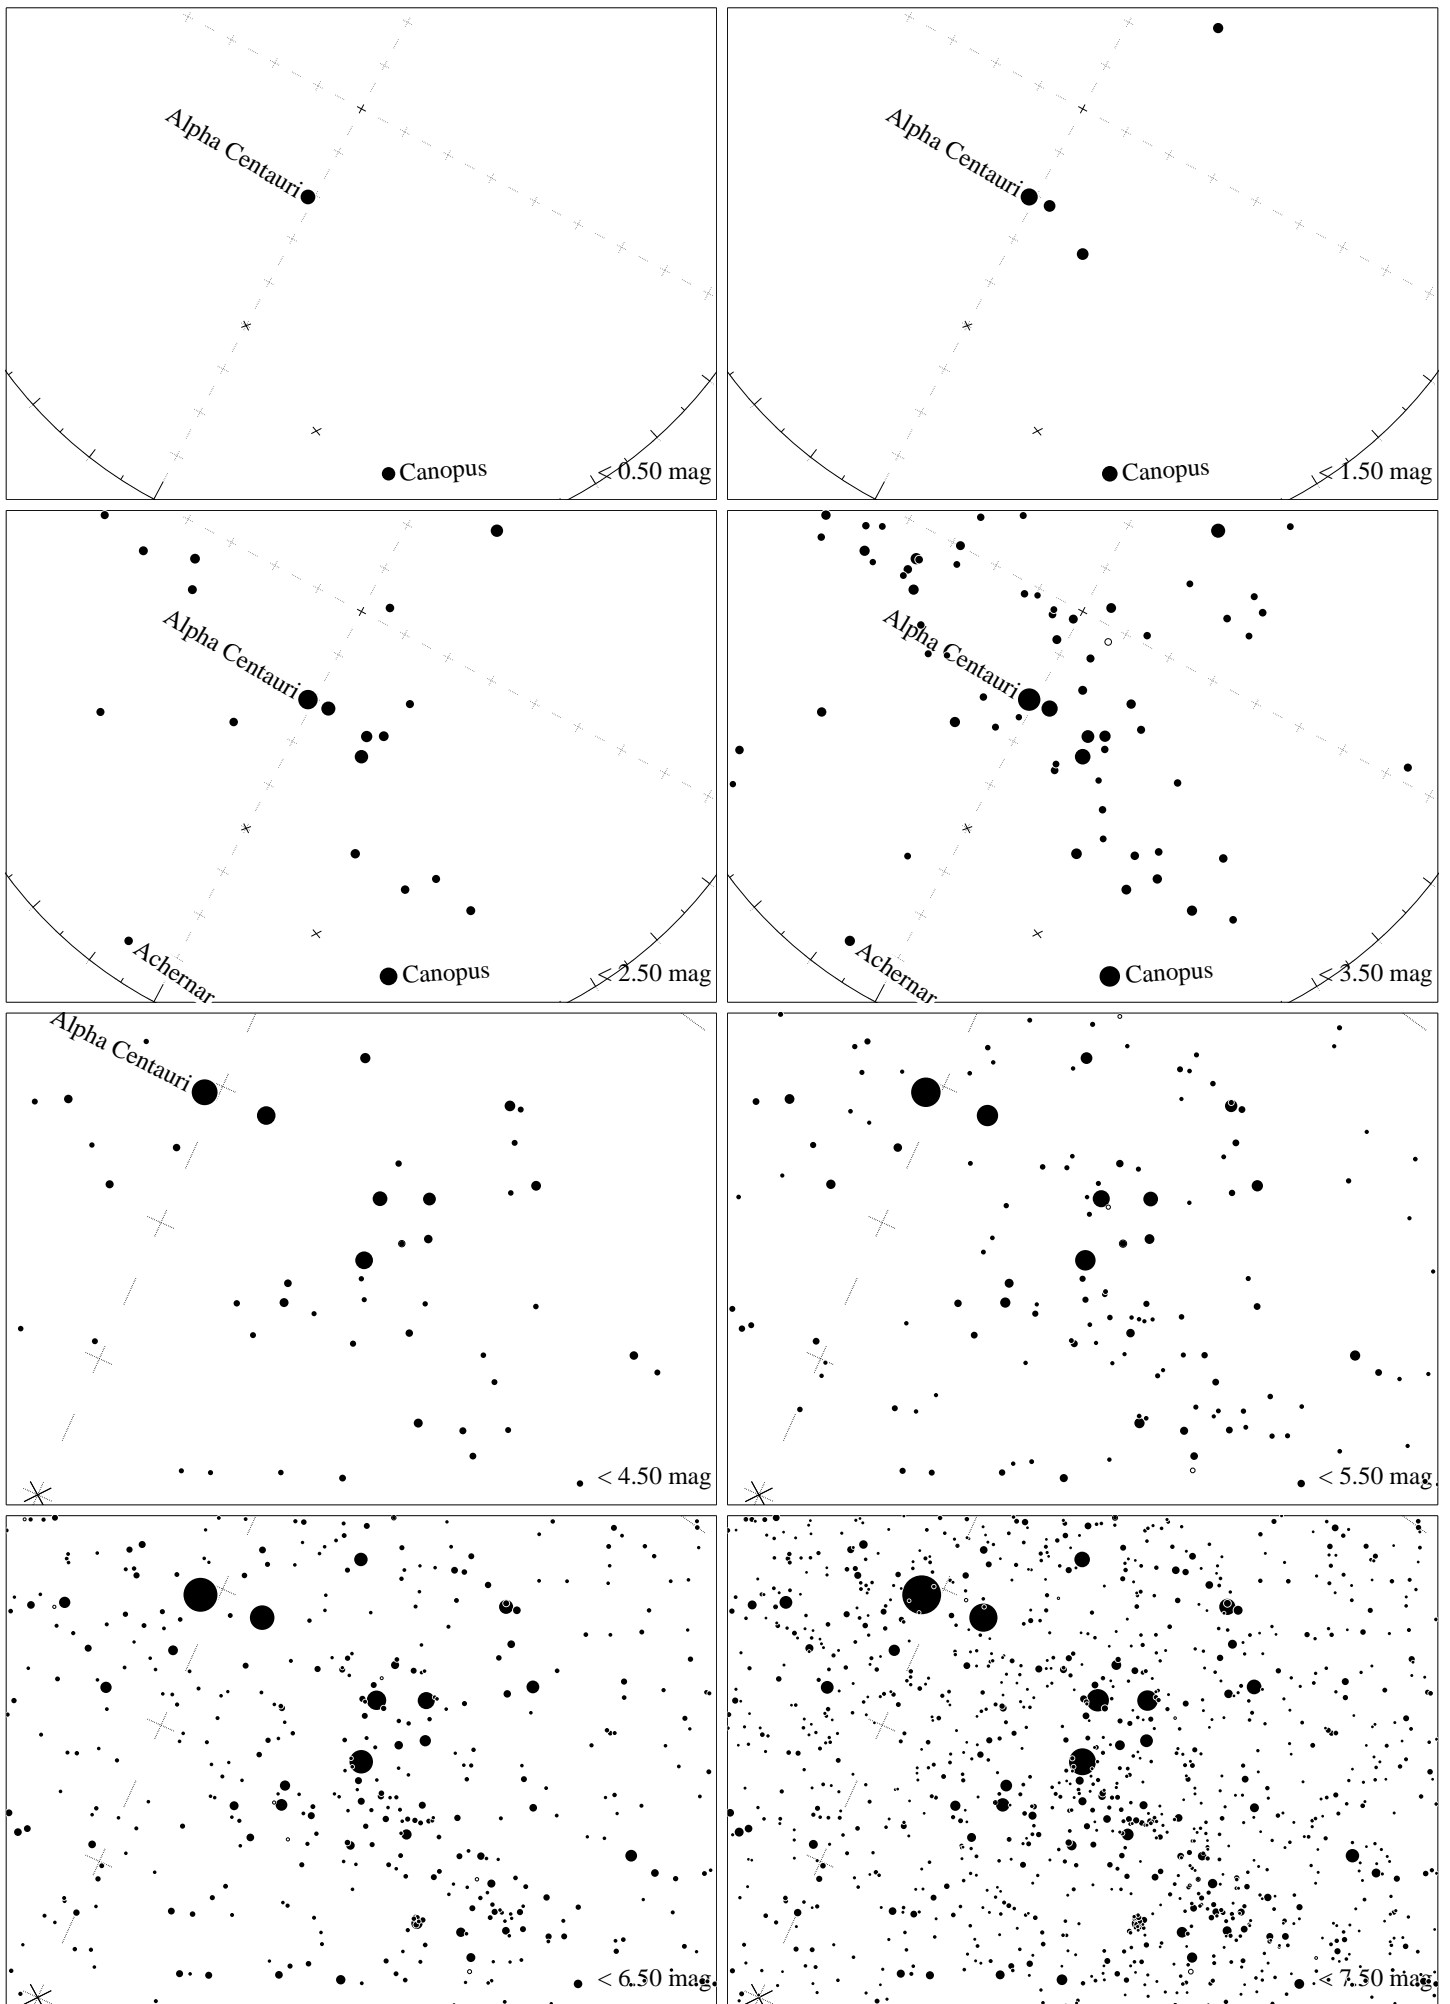 Alpha Centauri
Canopus
< 0.50 mag
Alpha Centauri
Canopus
< 1.50 mag
Alpha Centauri
Achernar
Canopus
< 2.50 mag
Alpha Centauri
Achernar
Canopus
< 3.50 mag
Alpha Centauri
< 4.50 mag
< 5.50 mag
< 6.50 mag
< 7.50 mag